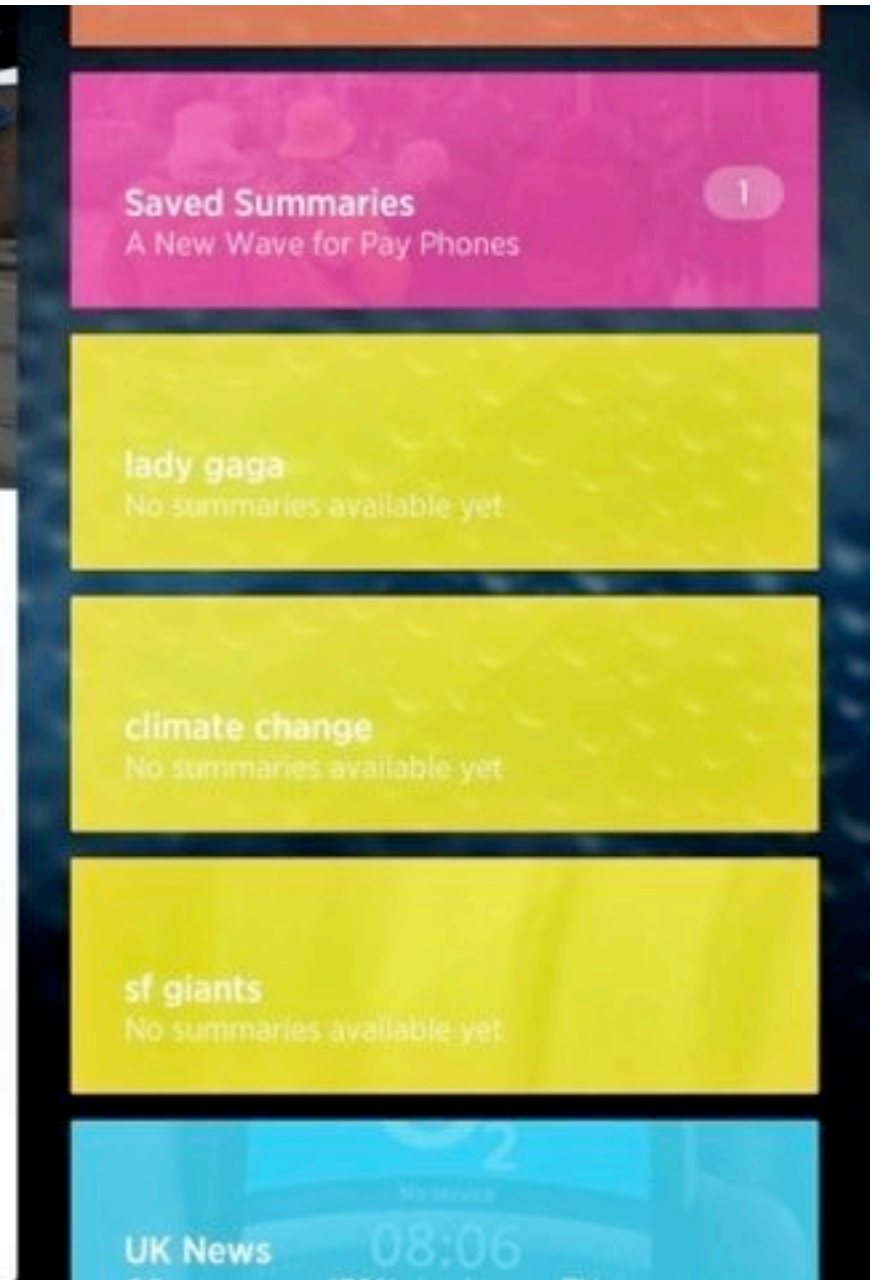 Saved Summaries
1
A New Wave for Pay Phones
lady gaga
No summaries available yet
climate change
No summaries available yet
sf giants
No summaries available yet
O2
No service
08:06
UK News